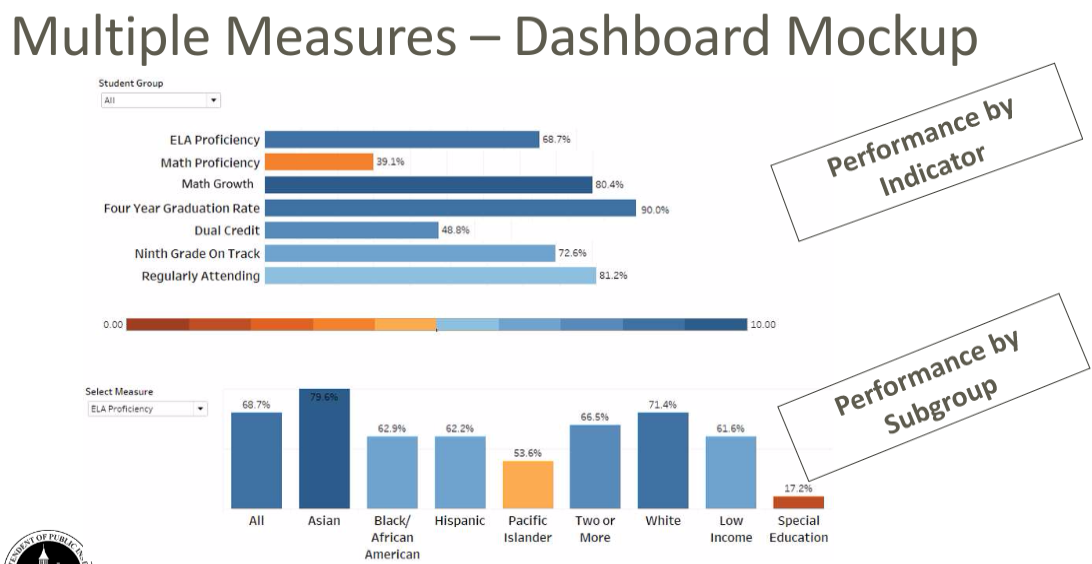 Multiple Measures – Dashboard Mockup
Student Group
All
ELA Proficiency 68.7%
Math Proficiency 39.1%
Math Growth 80.4%
Four Year Graduation Rate 90.0%
Dual Credit 48.8%
Ninth Grade On Track 72.6%
Regularly Attending 81.2%
Performance by
Indicator
0.00 10.00
Select Measure
ELA Proficiency
68.7% 79.6% 62.9% 62.2% 53.6% 66.5% 71.4% 61.6% 17.2%
All Asian Black/ Hispanic Pacific Two or White Low Special
African Islander More Income Education
American
Performance by
Subgroup
OF PUBLIC